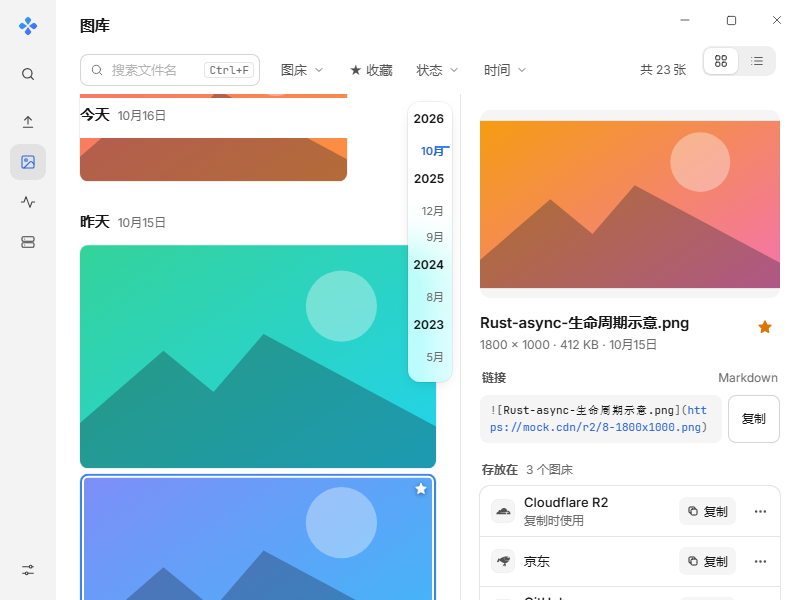 图库
搜索文件名 Ctrl+F
图床
★ 收藏
状态
时间
共 23 张
今天 10月16日
昨天 10月15日
2026
10月
2025
12月
9月
2024
8月
2023
5月
Rust-async-生命周期示意.png
1800 × 1000 · 412 KB · 10月15日
链接 Markdown
![Rust-async-生命周期示意.png](htt
ps://mock.cdn/r2/8-1800x1000.png)
复制
存放在 3 个图床
Cloudflare R2
复制时使用
复制
京东
复制